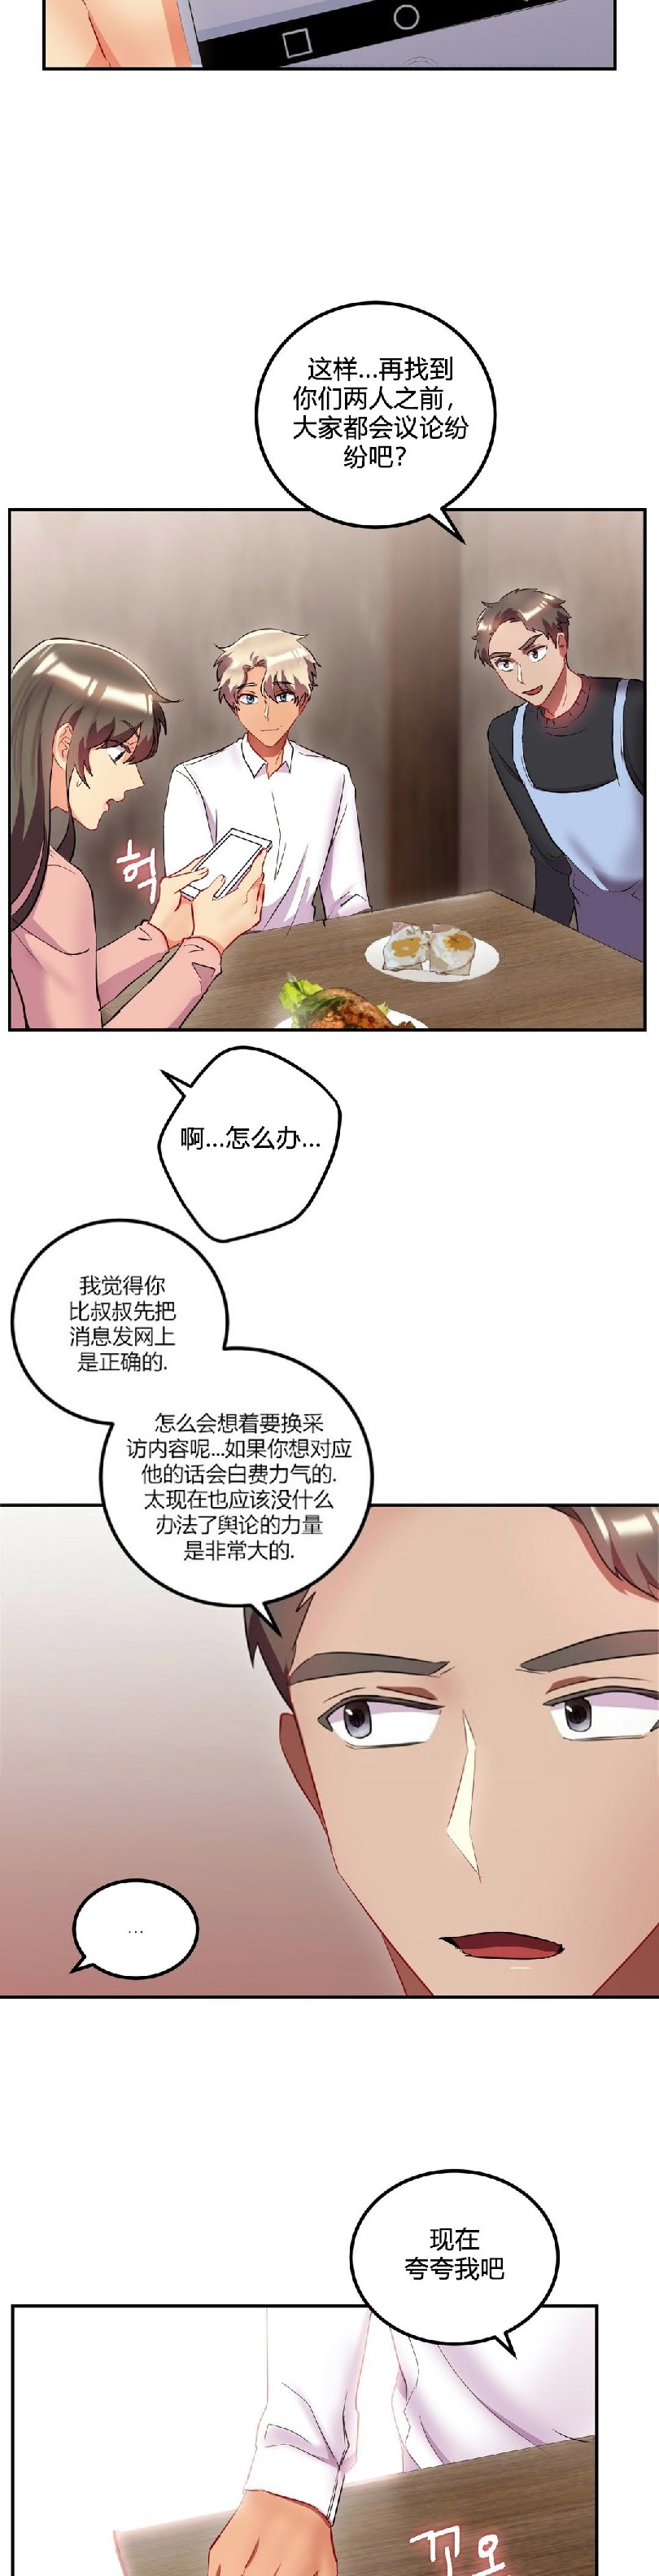 这样...再找到
你们两人之前，
大家都会议论纷
纷吧？
헉
啊...怎么办...
我觉得你
比叔叔先把
消息发网上
是正确的.
怎么会想着要换采
访内容呢...如果你想对应
他的话会白费力气的.
太现在也应该没什么
办法了舆论的力量
是非常大的.
...
现在
夸夸我吧
꼬옥